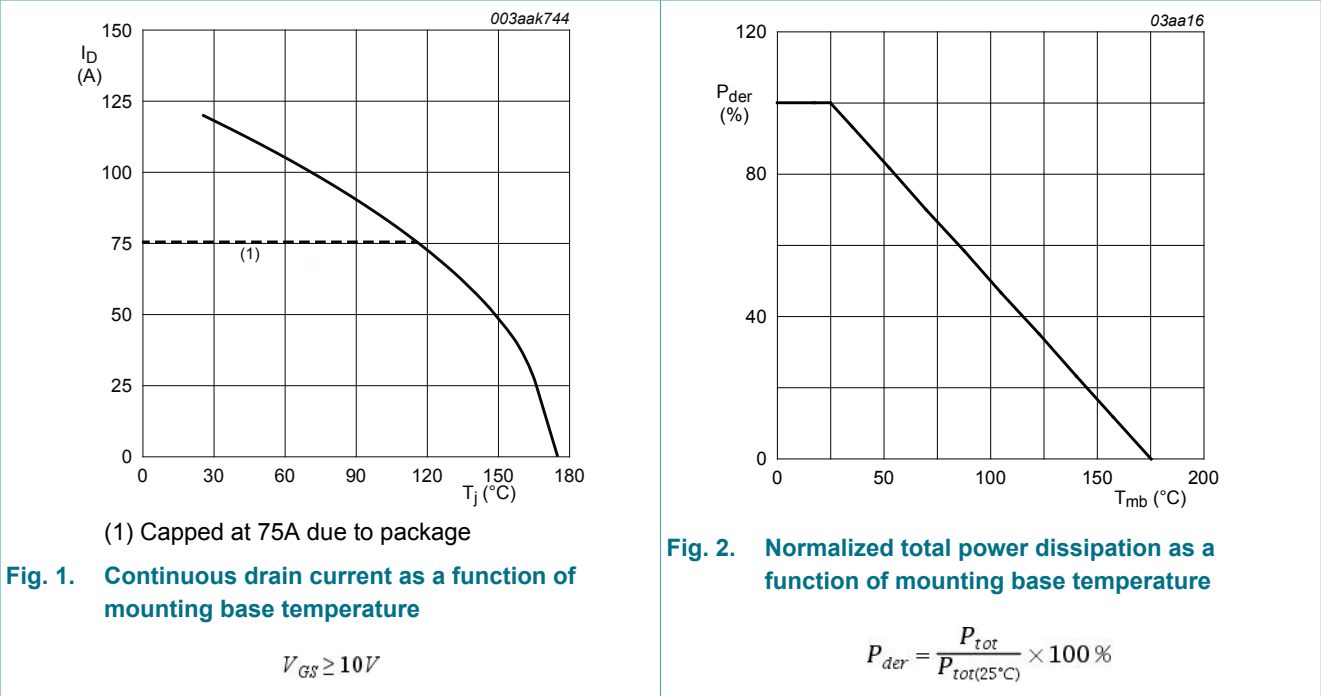 003aak744
150
I_D
(A)
125
100
75
(1)
50
25
0
0 30 60 90 120 150 180
T_j (°C)
(1) Capped at 75A due to package
Fig. 1. Continuous drain current as a function of
mounting base temperature
V_GS ≥ 10V
03aa16
120
P_der
(%)
80
40
0
0 50 100 150 200
T_mb (°C)
Fig. 2. Normalized total power dissipation as a
function of mounting base temperature
P_der = P_tot / P_tot(25°C) × 100 %